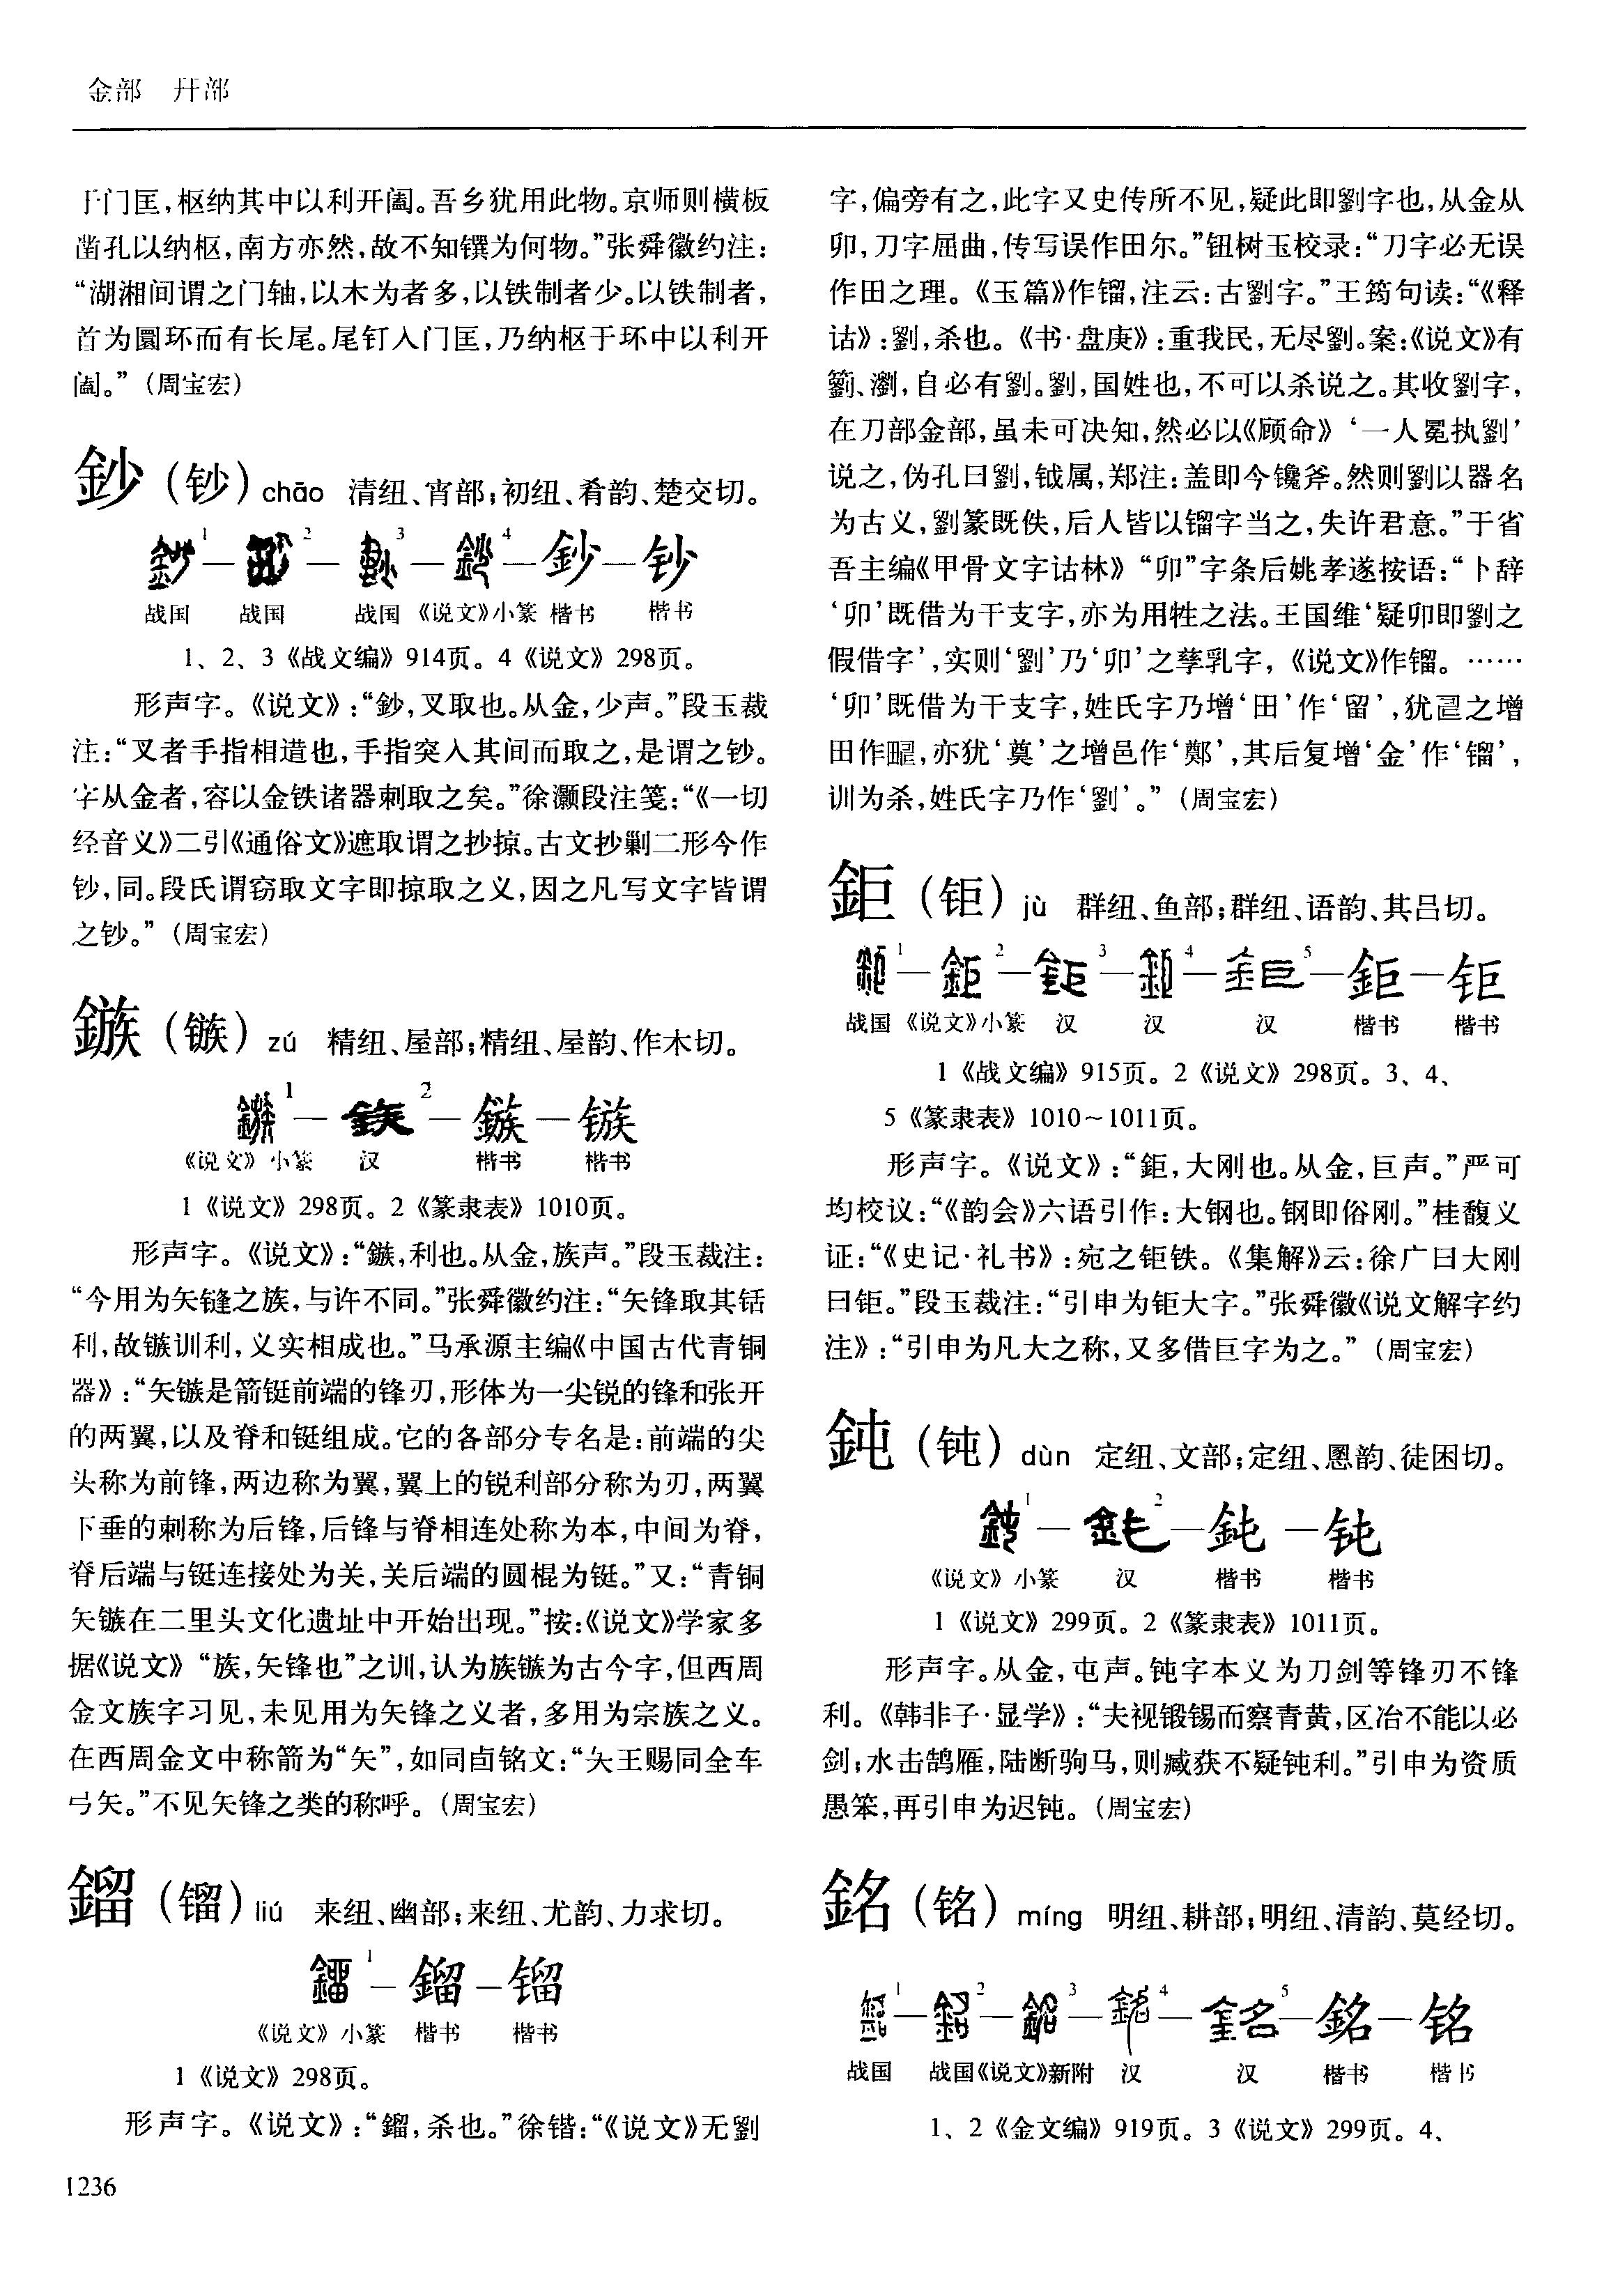 金部 幵部
于门匡，枢纳其中以利开阖。吾乡犹用此物。京师则横板
凿孔以纳枢，南方亦然，故不知镤为何物。”张舜徽约注：
“湖湘间谓之门轴，以木为者多，以铁制者少。以铁制者，
首为圜环而有长尾。尾钉入门匡，乃纳枢于环中以利开
阖。”（周宝宏）
鈔（钞）chāo 清纽、宵部；初纽、肴韵、楚交切。
1 — 2 — 3 — 4 — 鈔 — 钞
战国 战国 战国 《说文》小篆 楷书 楷书
1、2、3《战文编》914页。4《说文》298页。
形声字。《说文》：“鈔，叉取也。从金，少声。”段玉裁
注：“叉者手指相造也，手指突入其间而取之，是谓之钞。
字从金者，容以金铁诸器刺取之矣。”徐灏段注笺：“《一切
经音义》二引《通俗文》遮取谓之抄掠。古文抄剿二形今作
钞，同。段氏谓窃取文字即掠取之义，因之凡写文字皆谓
之钞。”（周宝宏）
鏃（镞）zú 精纽、屋部；精纽、屋韵、作木切。
1 — 2 — 鏃 — 镞
《说文》小篆 汉 楷书 楷书
1《说文》298页。2《篆隶表》1010页。
形声字。《说文》：“鏃，利也。从金，族声。”段玉裁注：
“今用为矢锋之族，与许不同。”张舜徽约注：“矢锋取其铦
利，故镞训利，义实相成也。”马承源主编《中国古代青铜
器》：“矢镞是箭铤前端的锋刃，形体为一尖锐的锋和张开
的两翼，以及脊和铤组成。它的各部分专名是：前端的尖
头称为前锋，两边称为翼，翼上的锐利部分称为刃，两翼
下垂的刺称为后锋，后锋与脊相连处称为本，中间为脊，
脊后端与铤连接处为关，关后端的圆棍为铤。”又：“青铜
矢镞在二里头文化遗址中开始出现。”按：《说文》学家多
据《说文》“族，矢锋也”之训，认为族镞为古今字，但西周
金文族字习见，未见用为矢锋之义者，多用为宗族之义。
在西周金文中称箭为“矢”，如同卣铭文：“夨王赐同全车
弓矢。”不见矢锋之类的称呼。（周宝宏）
鎦（镏）liú 来纽、幽部；来纽、尤韵、力求切。
1 — 鎦 — 镏
《说文》小篆 楷书 楷书
1《说文》298页。
形声字。《说文》：“鎦，杀也。”徐锴：“《说文》无劉
1236
字，偏旁有之，此字又史传所不见，疑此即劉字也，从金从
卯，刀字屈曲，传写误作田尔。”钮树玉校录：“刀字必无误
作田之理。《玉篇》作镏，注云：古劉字。”王筠句读：“《释
诂》：劉，杀也。《书·盘庚》：重我民，无尽劉。案：《说文》有
籀、瀏，自必有劉。劉，国姓也，不可以杀说之。其收劉字，
在刀部金部，虽未可决知，然必以《顾命》‘一人冕执劉’
说之，伪孔曰劉，钺属，郑注：盖即今镵斧。然则劉以器名
为古义，劉篆既佚，后人皆以镏字当之，失许君意。”于省
吾主编《甲骨文字诂林》“卯”字条后姚孝遂按语：“卜辞
‘卯’既借为干支字，亦为用牲之法。王国维‘疑卯即劉之
假借字’，实则‘劉’乃‘卯’之孳乳字，《说文》作镏。……
‘卯’既借为干支字，姓氏字乃增‘田’作‘留’，犹之增
田作，亦犹‘奠’之增邑作‘鄭’，其后复增‘金’作‘镏’，
训为杀，姓氏字乃作‘劉’。”（周宝宏）
鉅（钜）jù 群纽、鱼部；群纽、语韵、其吕切。
1 — 2 — 3 — 4 — 5 — 鉅 — 钜
战国 《说文》小篆 汉 汉 汉 楷书 楷书
1《战文编》915页。2《说文》298页。3、4、
5《篆隶表》1010～1011页。
形声字。《说文》：“鉅，大刚也。从金，巨声。”严可
均校议：“《韵会》六语引作：大钢也。钢即俗刚。”桂馥义
证：“《史记·礼书》：宛之钜铁。《集解》云：徐广曰大刚
曰钜。”段玉裁注：“引申为钜大字。”张舜徽《说文解字约
注》：“引申为凡大之称，又多借巨字为之。”（周宝宏）
鈍（钝）dùn 定纽、文部；定纽、慁韵、徒困切。
1 — 2 — 鈍 — 钝
《说文》小篆 汉 楷书 楷书
1《说文》299页。2《篆隶表》1011页。
形声字。从金，屯声。钝字本义为刀剑等锋刃不锋
利。《韩非子·显学》：“夫视锻锡而察青黄，区冶不能以必
剑；水击鹄雁，陆断驹马，则臧获不疑钝利。”引申为资质
愚笨，再引申为迟钝。（周宝宏）
銘（铭）míng 明纽、耕部；明纽、清韵、莫经切。
1 — 2 — 3 — 4 — 5 — 銘 — 铭
战国 战国《说文》新附 汉 汉 楷书 楷书
1、2《金文编》919页。3《说文》299页。4、